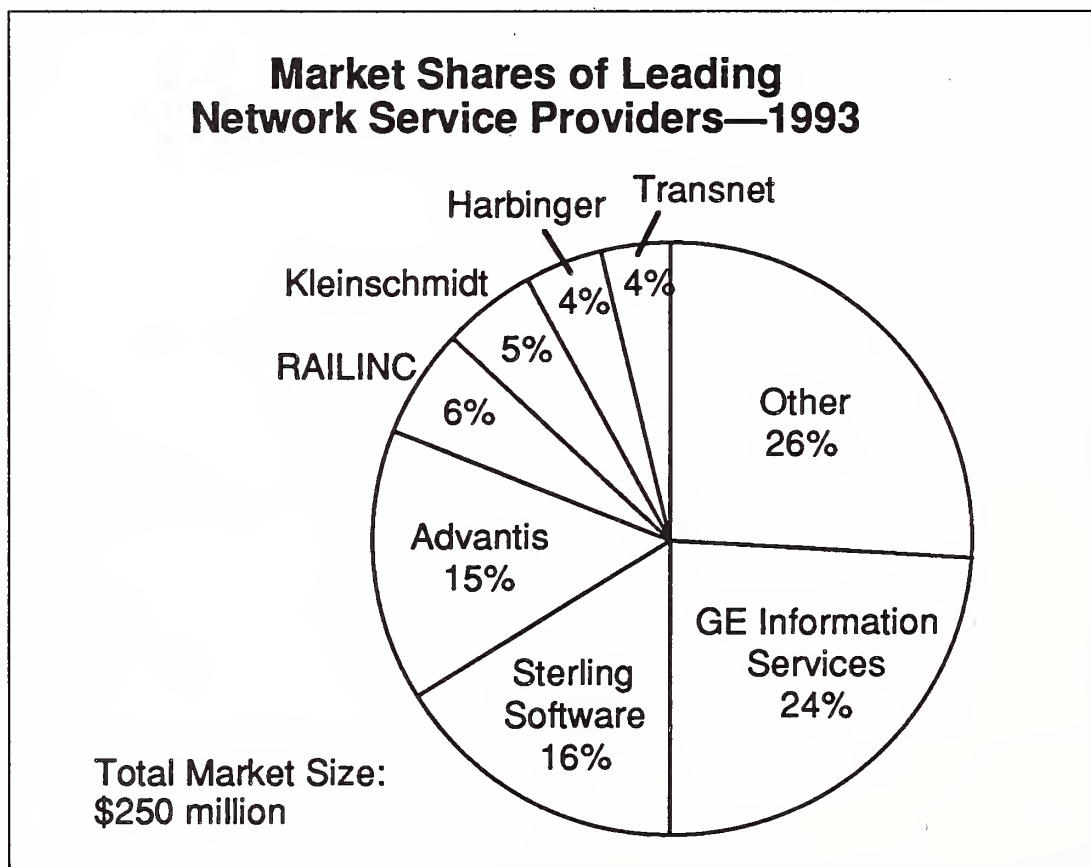 Market Shares of Leading
Network Service Providers—1993
Harbinger
Transnet
Kleinschmidt
4%
4%
5%
RAILINC
6%
Other
26%
Advantis
15%
GE Information
Services
24%
Sterling
Software
16%
Total Market Size:
$250 million